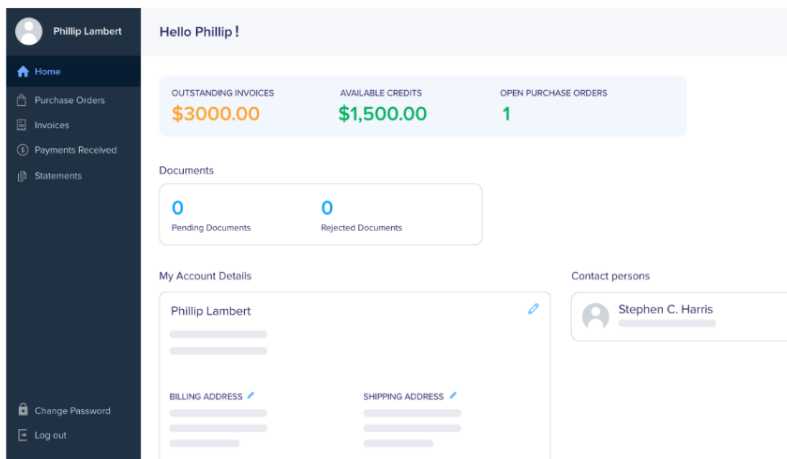 Phillip Lambert
Home
Purchase Orders
Invoices
Payments Received
Statements
Change Password
Log out
Hello Phillip!
OUTSTANDING INVOICES
$3000.00
AVAILABLE CREDITS
$1,500.00
OPEN PURCHASE ORDERS
1
Documents
0
Pending Documents
0
Rejected Documents
My Account Details
Phillip Lambert
BILLING ADDRESS
SHIPPING ADDRESS
Contact persons
Stephen C. Harris